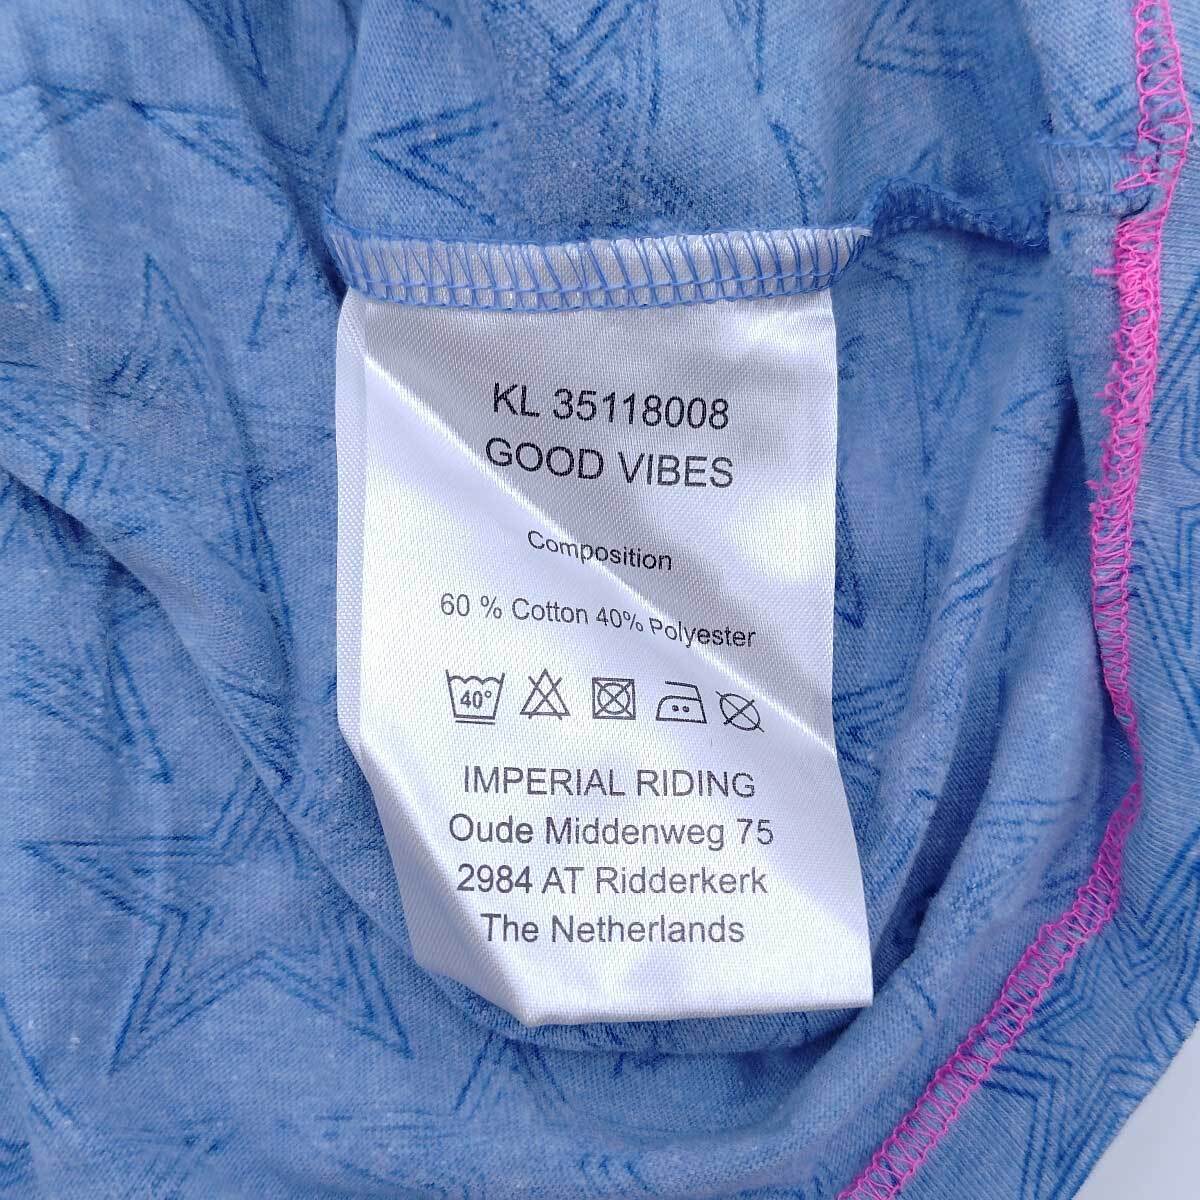 KL 35118008
GOOD VIBES
Composition
60 % Cotton 40% Polyester
40°
IMPERIAL RIDING
Oude Middenweg 75
2984 AT Ridderkerk
The Netherlands